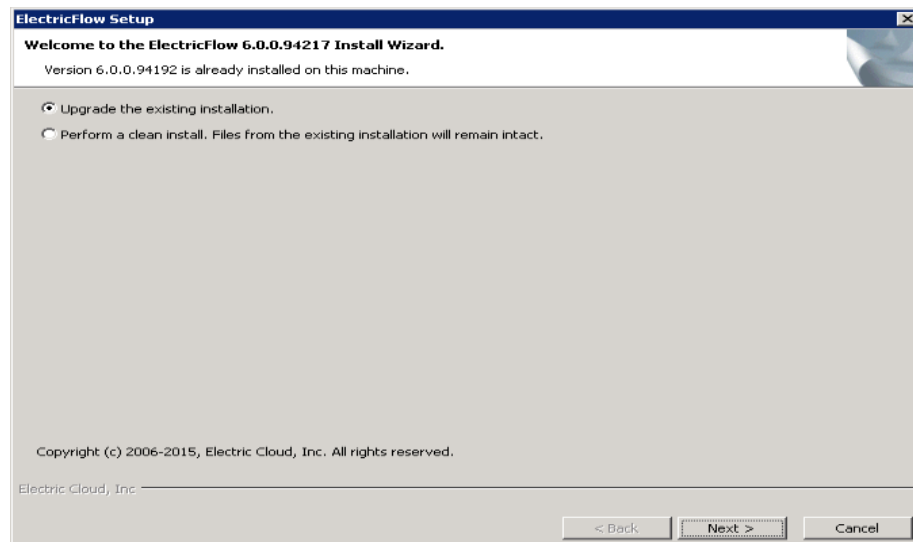 ElectricFlow Setup
Welcome to the ElectricFlow 6.0.0.94217 Install Wizard.
Version 6.0.0.94192 is already installed on this machine.
Upgrade the existing installation.
Perform a clean install. Files from the existing installation will remain intact.
Copyright (c) 2006-2015, Electric Cloud, Inc. All rights reserved.
Electric Cloud, Inc
< Back Next > Cancel